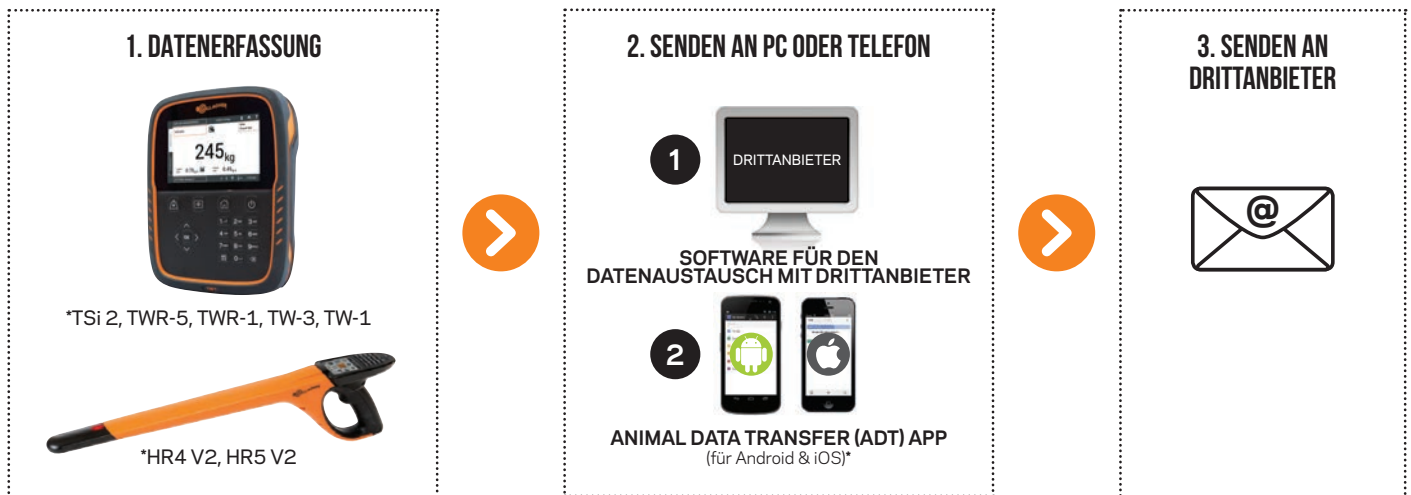 1. DATENERFASSUNG
245kg
*TSi 2, TWR-5, TWR-1, TW-3, TW-1
*HR4 V2, HR5 V2
2. SENDEN AN PC ODER TELEFON
1
DRITTANBIETER
SOFTWARE FÜR DEN
DATENAUSTAUSCH MIT DRITTANBIETER
2
ANIMAL DATA TRANSFER (ADT) APP
(für Android & iOS)*
3. SENDEN AN
DRITTANBIETER
@